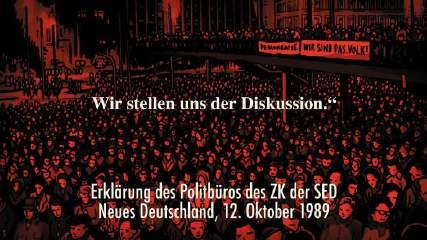 DEMOKRATIE
WIR SIND DAS VOLK!
Wir stellen uns der Diskussion.“
Erklärung des Politbüros des ZK der SED
Neues Deutschland, 12. Oktober 1989